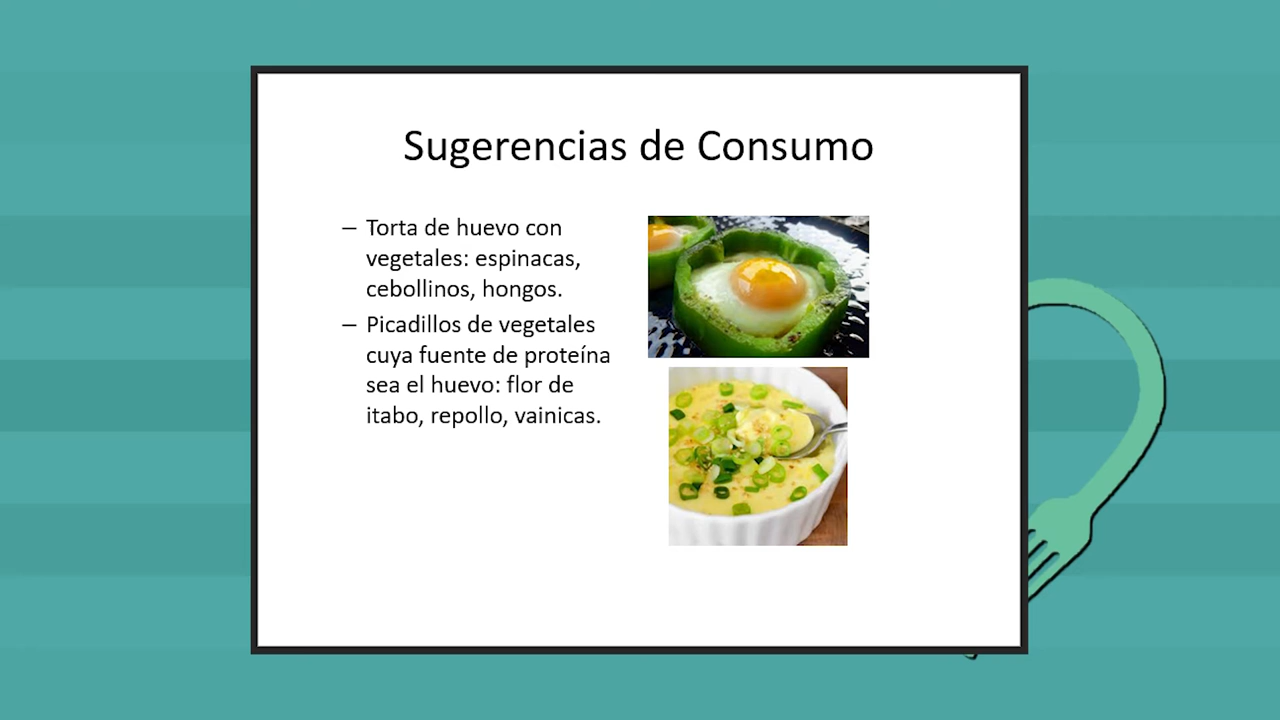 Sugerencias de Consumo
– Torta de huevo con
vegetales: espinacas,
cebollinos, hongos.
– Picadillos de vegetales
cuya fuente de proteína
sea el huevo: flor de
itabo, repollo, vainicas.